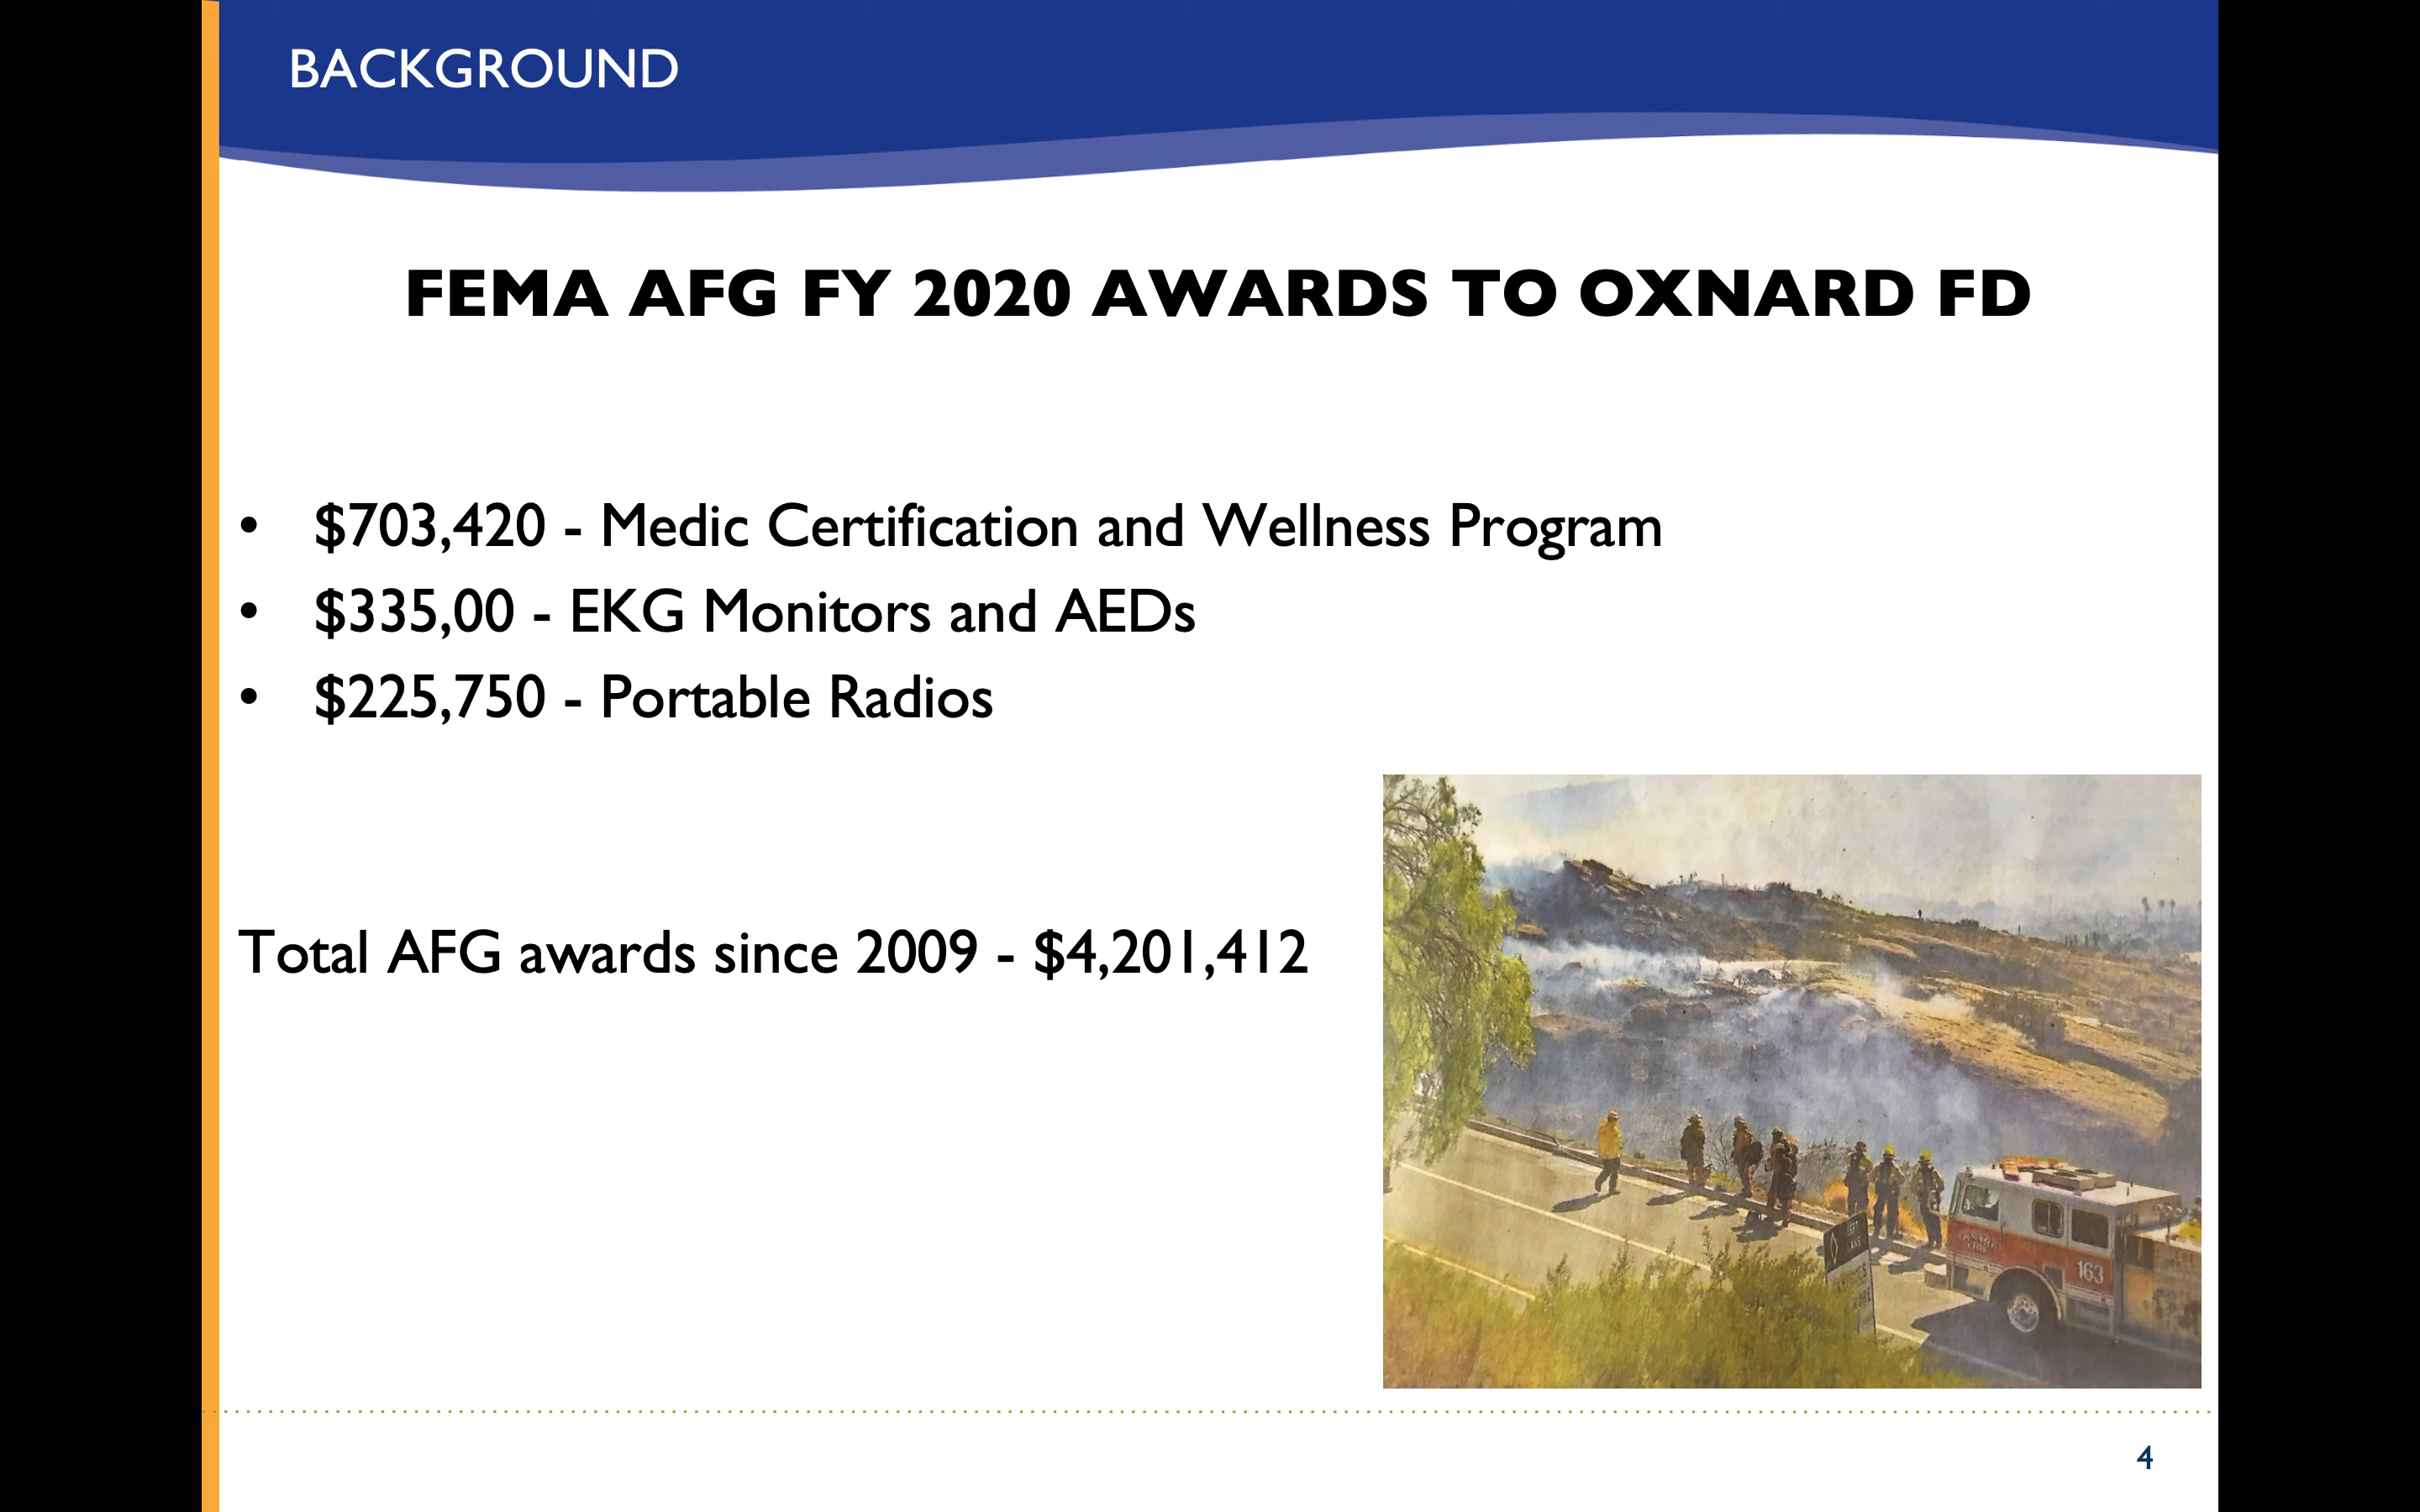 BACKGROUND
FEMA AFG FY 2020 AWARDS TO OXNARD FD
• $703,420 - Medic Certification and Wellness Program
• $335,00 - EKG Monitors and AEDs
• $225,750 - Portable Radios
Total AFG awards since 2009 - $4,201,412
163
4